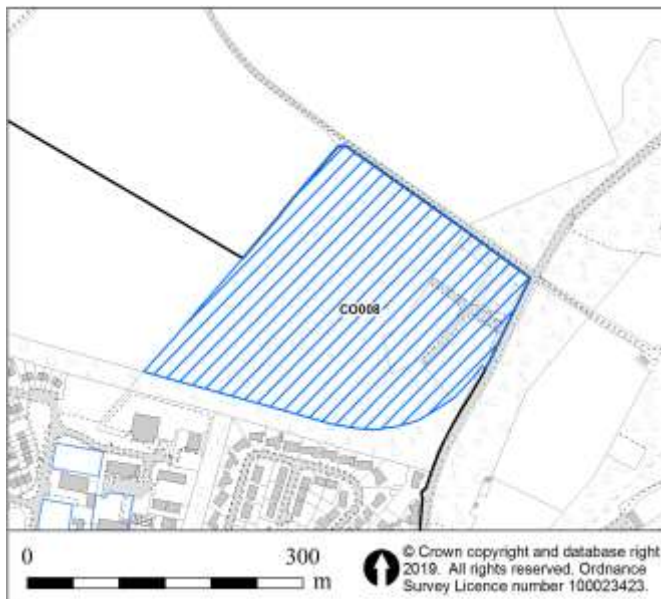 CO008
0 300
m
© Crown copyright and database right
2019. All rights reserved. Ordnance
Survey Licence number 100023423.